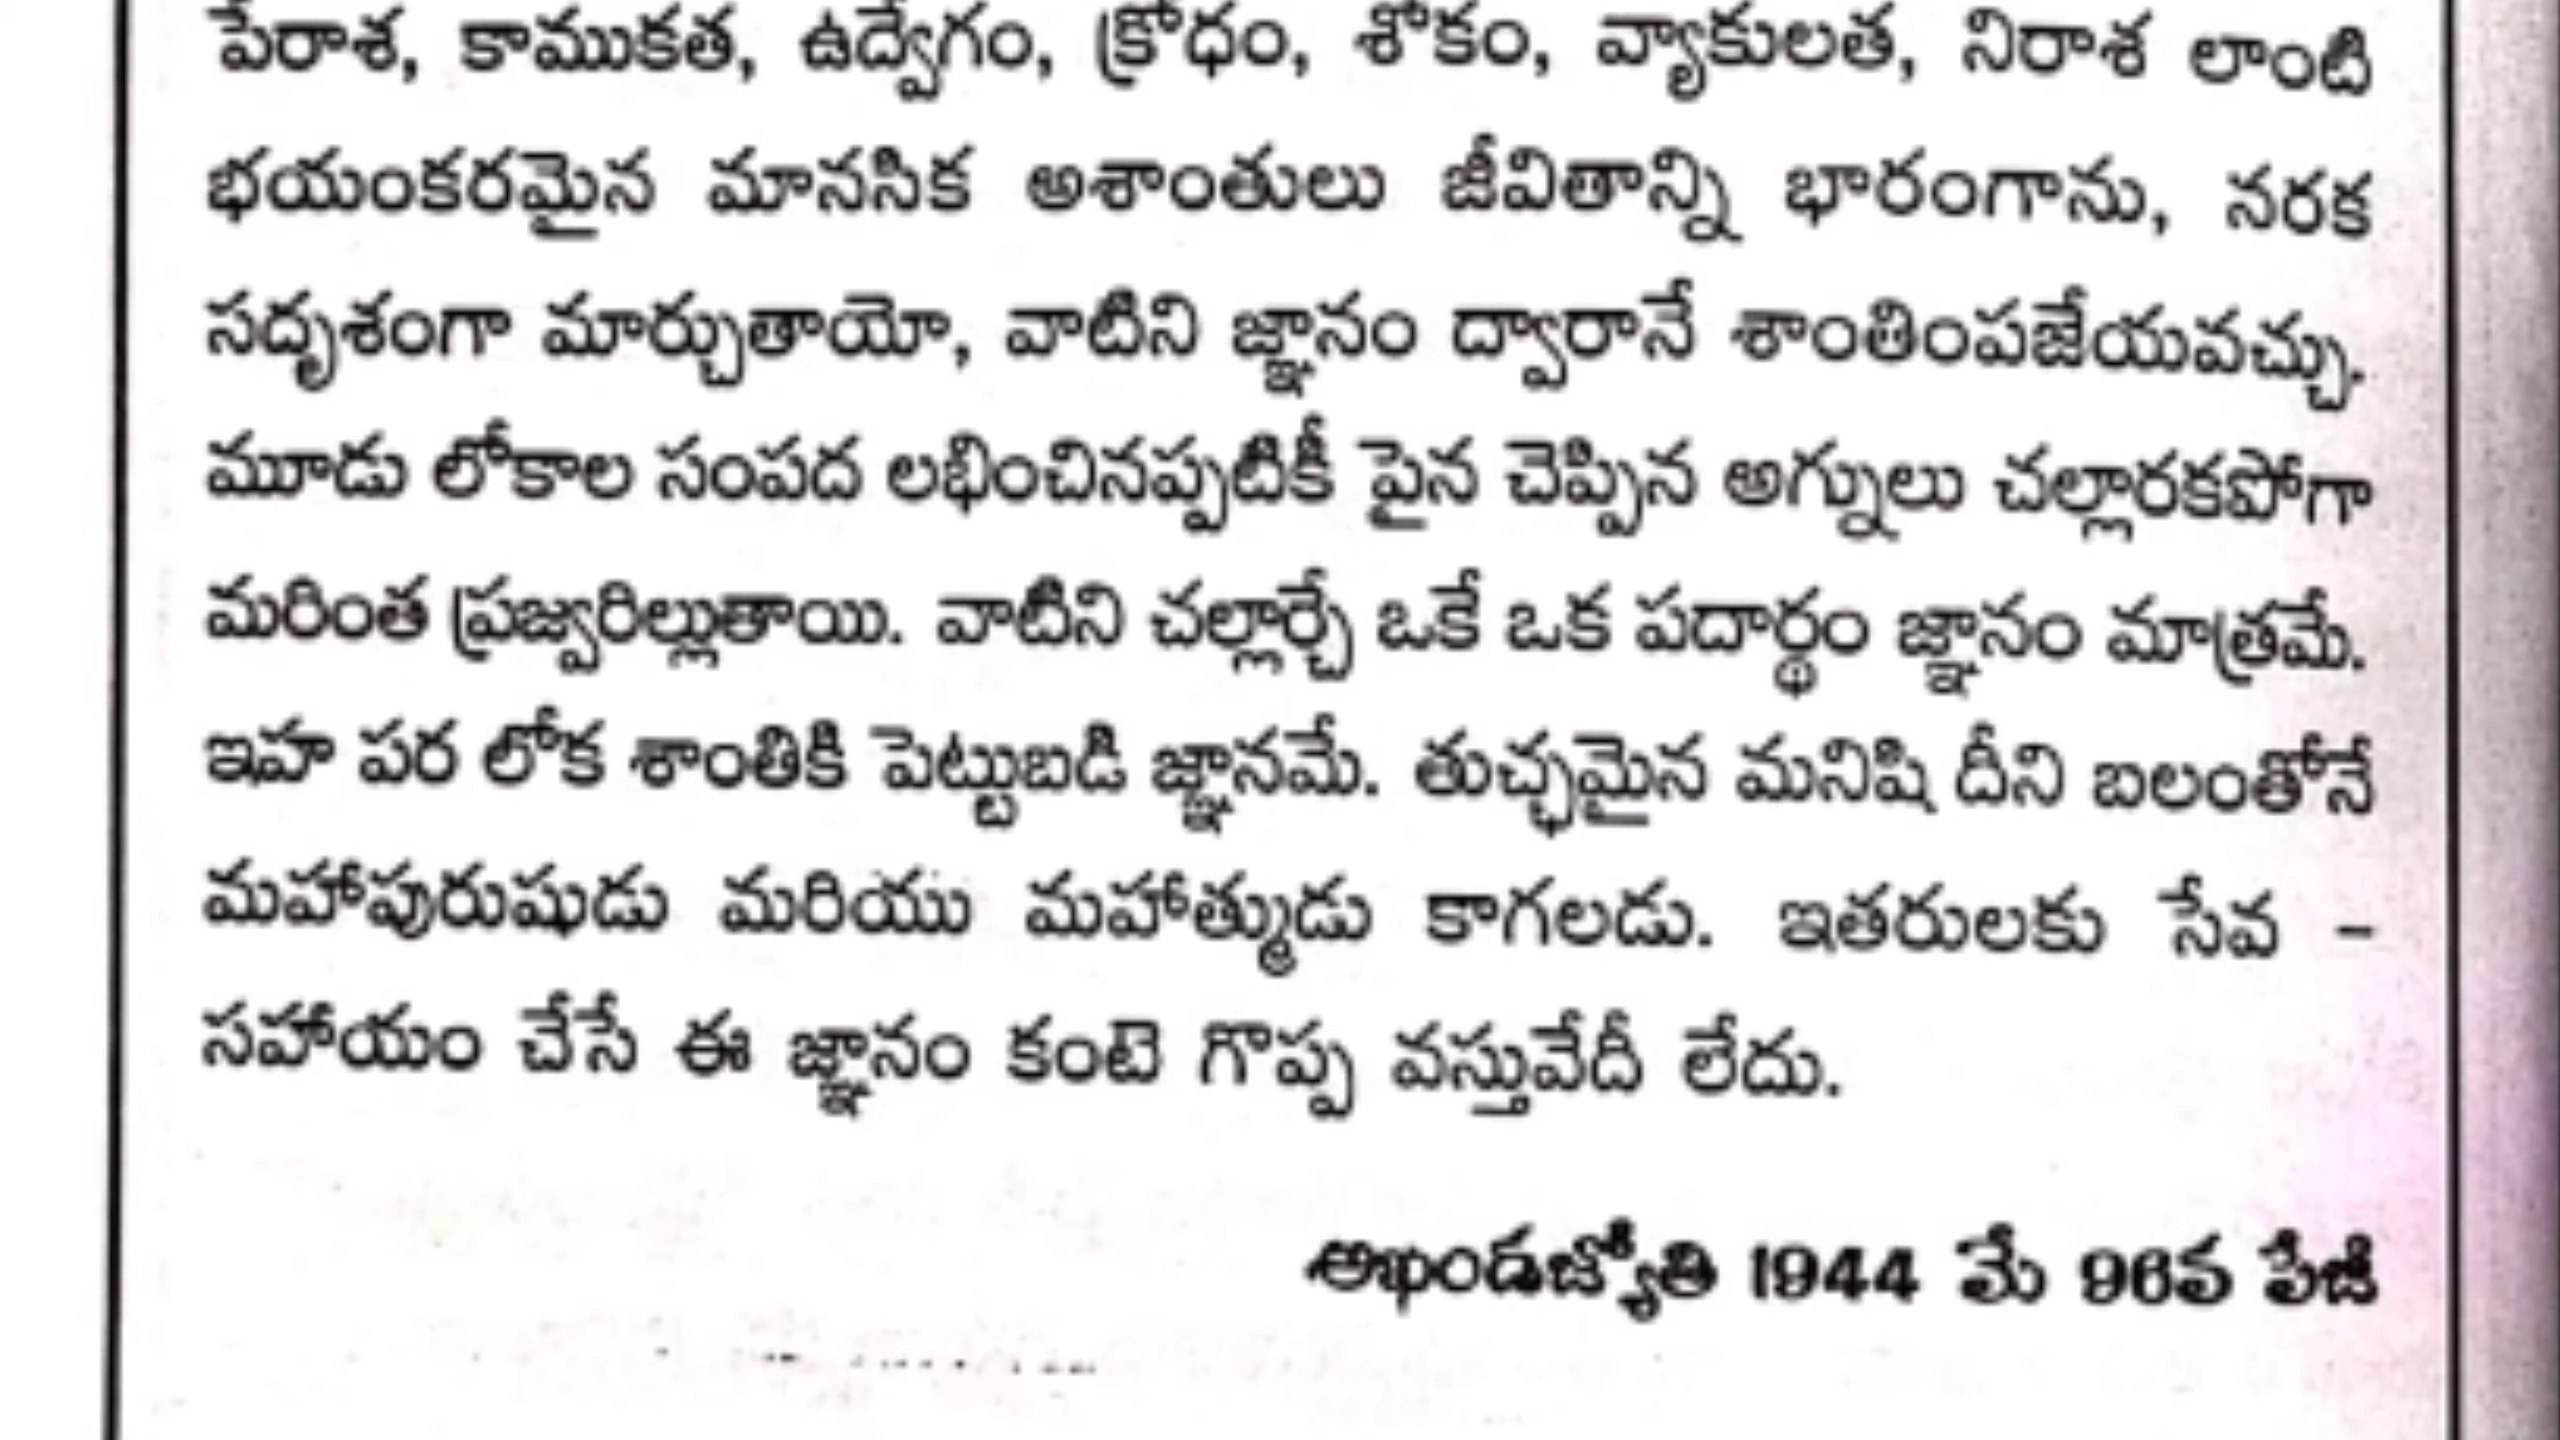 పేరాశ, కాముకత, ఉద్వేగం, క్రోధం, శోకం, వ్యాకులత, నిరాశ లాంటి
భయంకరమైన మానసిక అశాంతులు జీవితాన్ని భారంగాను, నరక
సదృశంగా మార్చుతాయో, వాటిని జ్ఞానం ద్వారానే శాంతింపజేయవచ్చు.
మూడు లోకాల సంపద లభించినప్పటికీ పైన చెప్పిన అగ్నులు చల్లారకపోగా
మరింత ప్రజ్వరిల్లుతాయి. వాటిని చల్లార్చే ఒకే ఒక పదార్థం జ్ఞానం మాత్రమే.
ఇహ పర లోక శాంతికి పెట్టుబడి జ్ఞానమే. తుచ్ఛమైన మనిషి దీని బలంతోనే
మహాపురుషుడు మరియు మహాత్ముడు కాగలడు. ఇతరులకు సేవ -
సహాయం చేసే ఈ జ్ఞానం కంటె గొప్ప వస్తువేదీ లేదు.
అఖండజ్యోతి 1944 మే 96వ పేజి